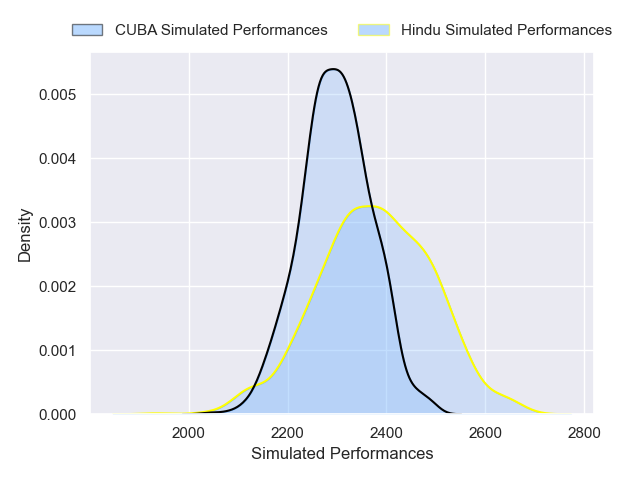 CUBA Simulated Performances Hindu Simulated Performances
0.005
0.004
0.003
0.002
0.001
0.000
Density
2000 2200 2400 2600 2800
Simulated Performances